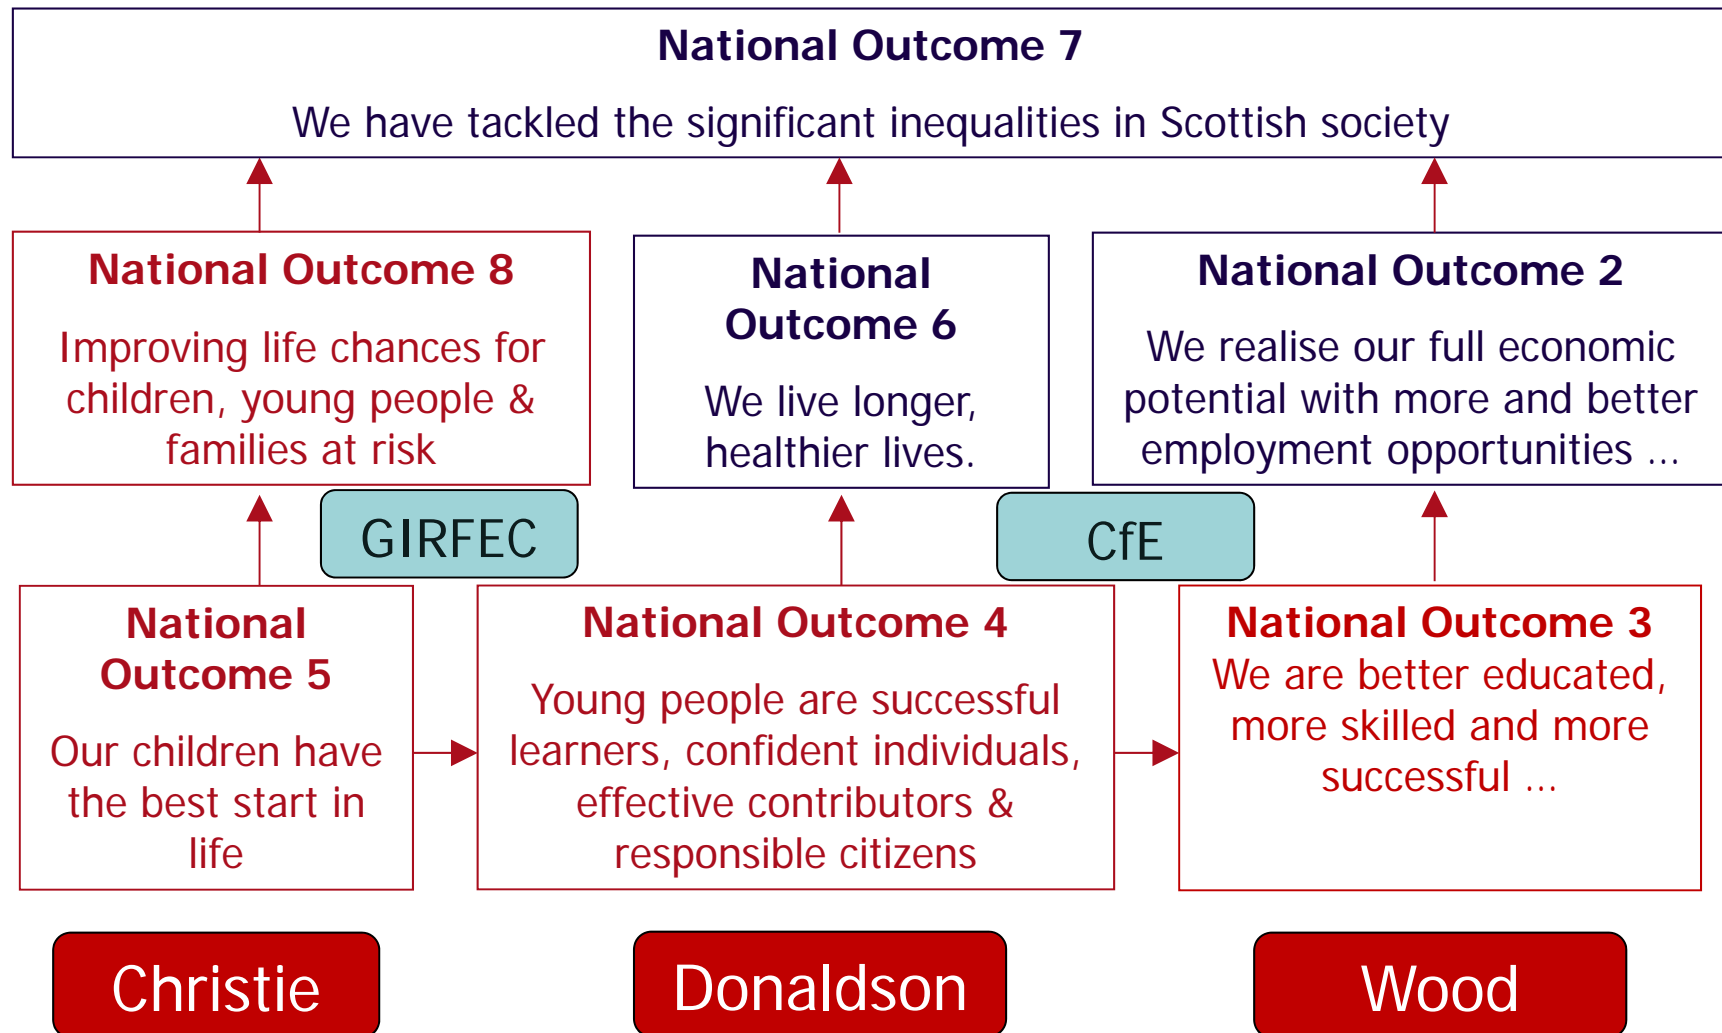 National Outcome 7
We have tackled the significant inequalities in Scottish society
National Outcome 8
Improving life chances for
children, young people &
families at risk
National
Outcome 6
We live longer,
healthier lives.
National Outcome 2
We realise our full economic
potential with more and better
employment opportunities ...
GIRFEC
CfE
National
Outcome 5
Our children have
the best start in
life
National Outcome 4
Young people are successful
learners, confident individuals,
effective contributors &
responsible citizens
National Outcome 3
We are better educated,
more skilled and more
successful ...
Christie
Donaldson
Wood